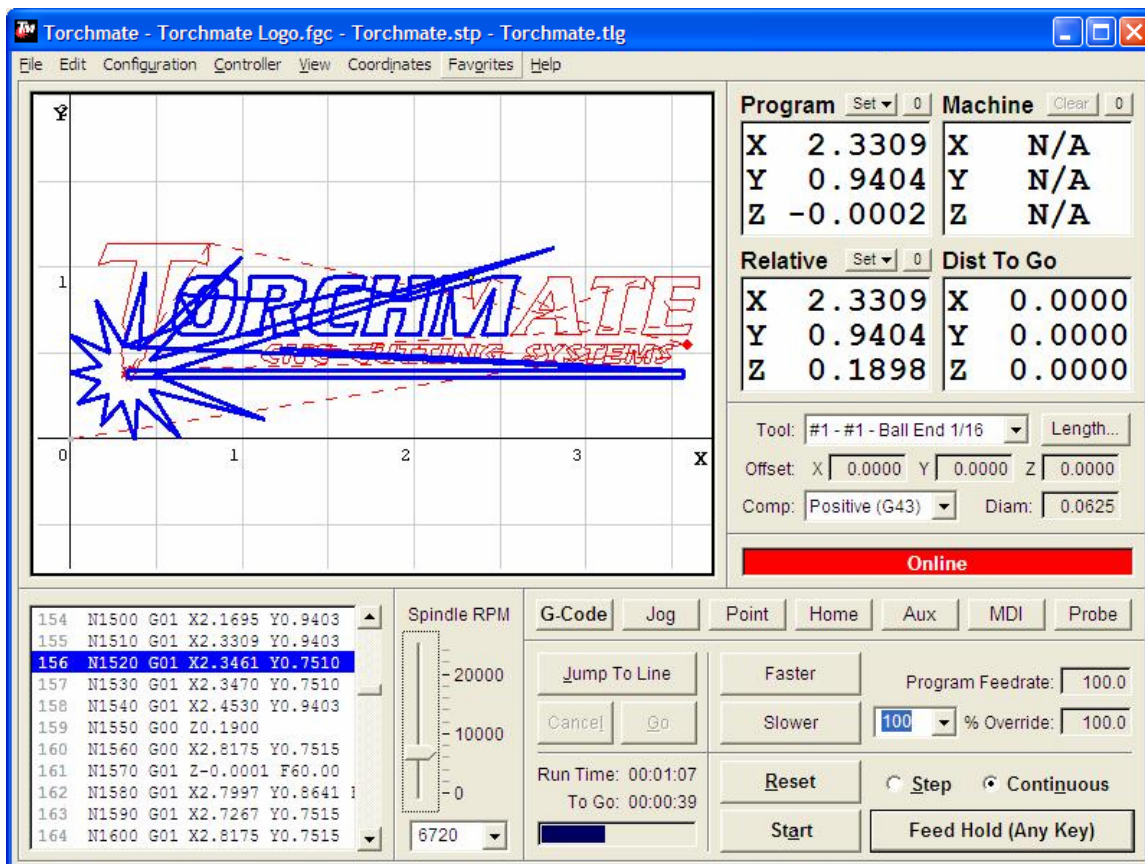 Torchmate - Torchmate Logo.fgc - Torchmate.stp - Torchmate.tlg
File Edit Configuration Controller View Coordinates Favorites Help
Y
1
TORCHMATE
CNC CUTTING SYSTEMS
0 1 2 3 X
Program Set 0 Machine Clear 0
X 2.3309 X N/A
Y 0.9404 Y N/A
Z -0.0002 Z N/A
Relative Set 0 Dist To Go
X 2.3309 X 0.0000
Y 0.9404 Y 0.0000
Z 0.1898 Z 0.0000
Tool: #1 - #1 - Ball End 1/16 Length...
Offset: X 0.0000 Y 0.0000 Z 0.0000
Comp: Positive (G43) Diam: 0.0625
Online
154 N1500 G01 X2.1695 Y0.9403
155 N1510 G01 X2.3309 Y0.9403
156 N1520 G01 X2.3461 Y0.7510
157 N1530 G01 X2.3470 Y0.7510
158 N1540 G01 X2.4530 Y0.9403
159 N1550 G00 Z0.1900
160 N1560 G00 X2.8175 Y0.7515
161 N1570 G01 Z-0.0001 F60.00
162 N1580 G01 X2.7997 Y0.8641
163 N1590 G01 X2.7267 Y0.7515
164 N1600 G01 X2.8175 Y0.7515
Spindle RPM
20000
10000
0
6720
G-Code Jog Point Home Aux MDI Probe
Jump To Line
Cancel Go
Run Time: 00:01:07
To Go: 00:00:39
Faster
Slower
Program Feedrate: 100.0
100 % Override: 100.0
Reset Step Continuous
Start Feed Hold (Any Key)